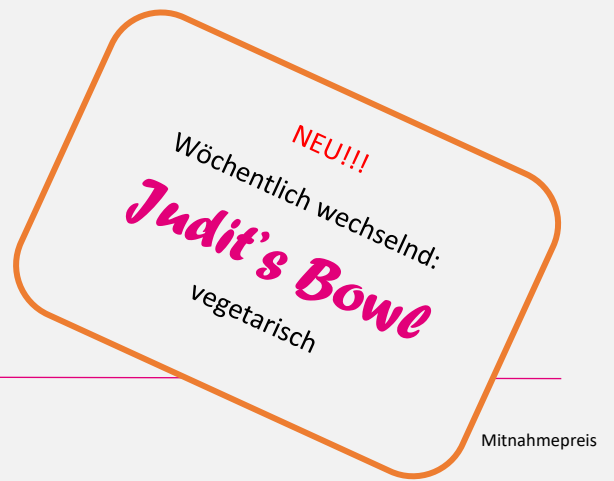 NEU!!!
Wöchentlich wechselnd:
Judit's Bowl
vegetarisch
Mitnahmepreis